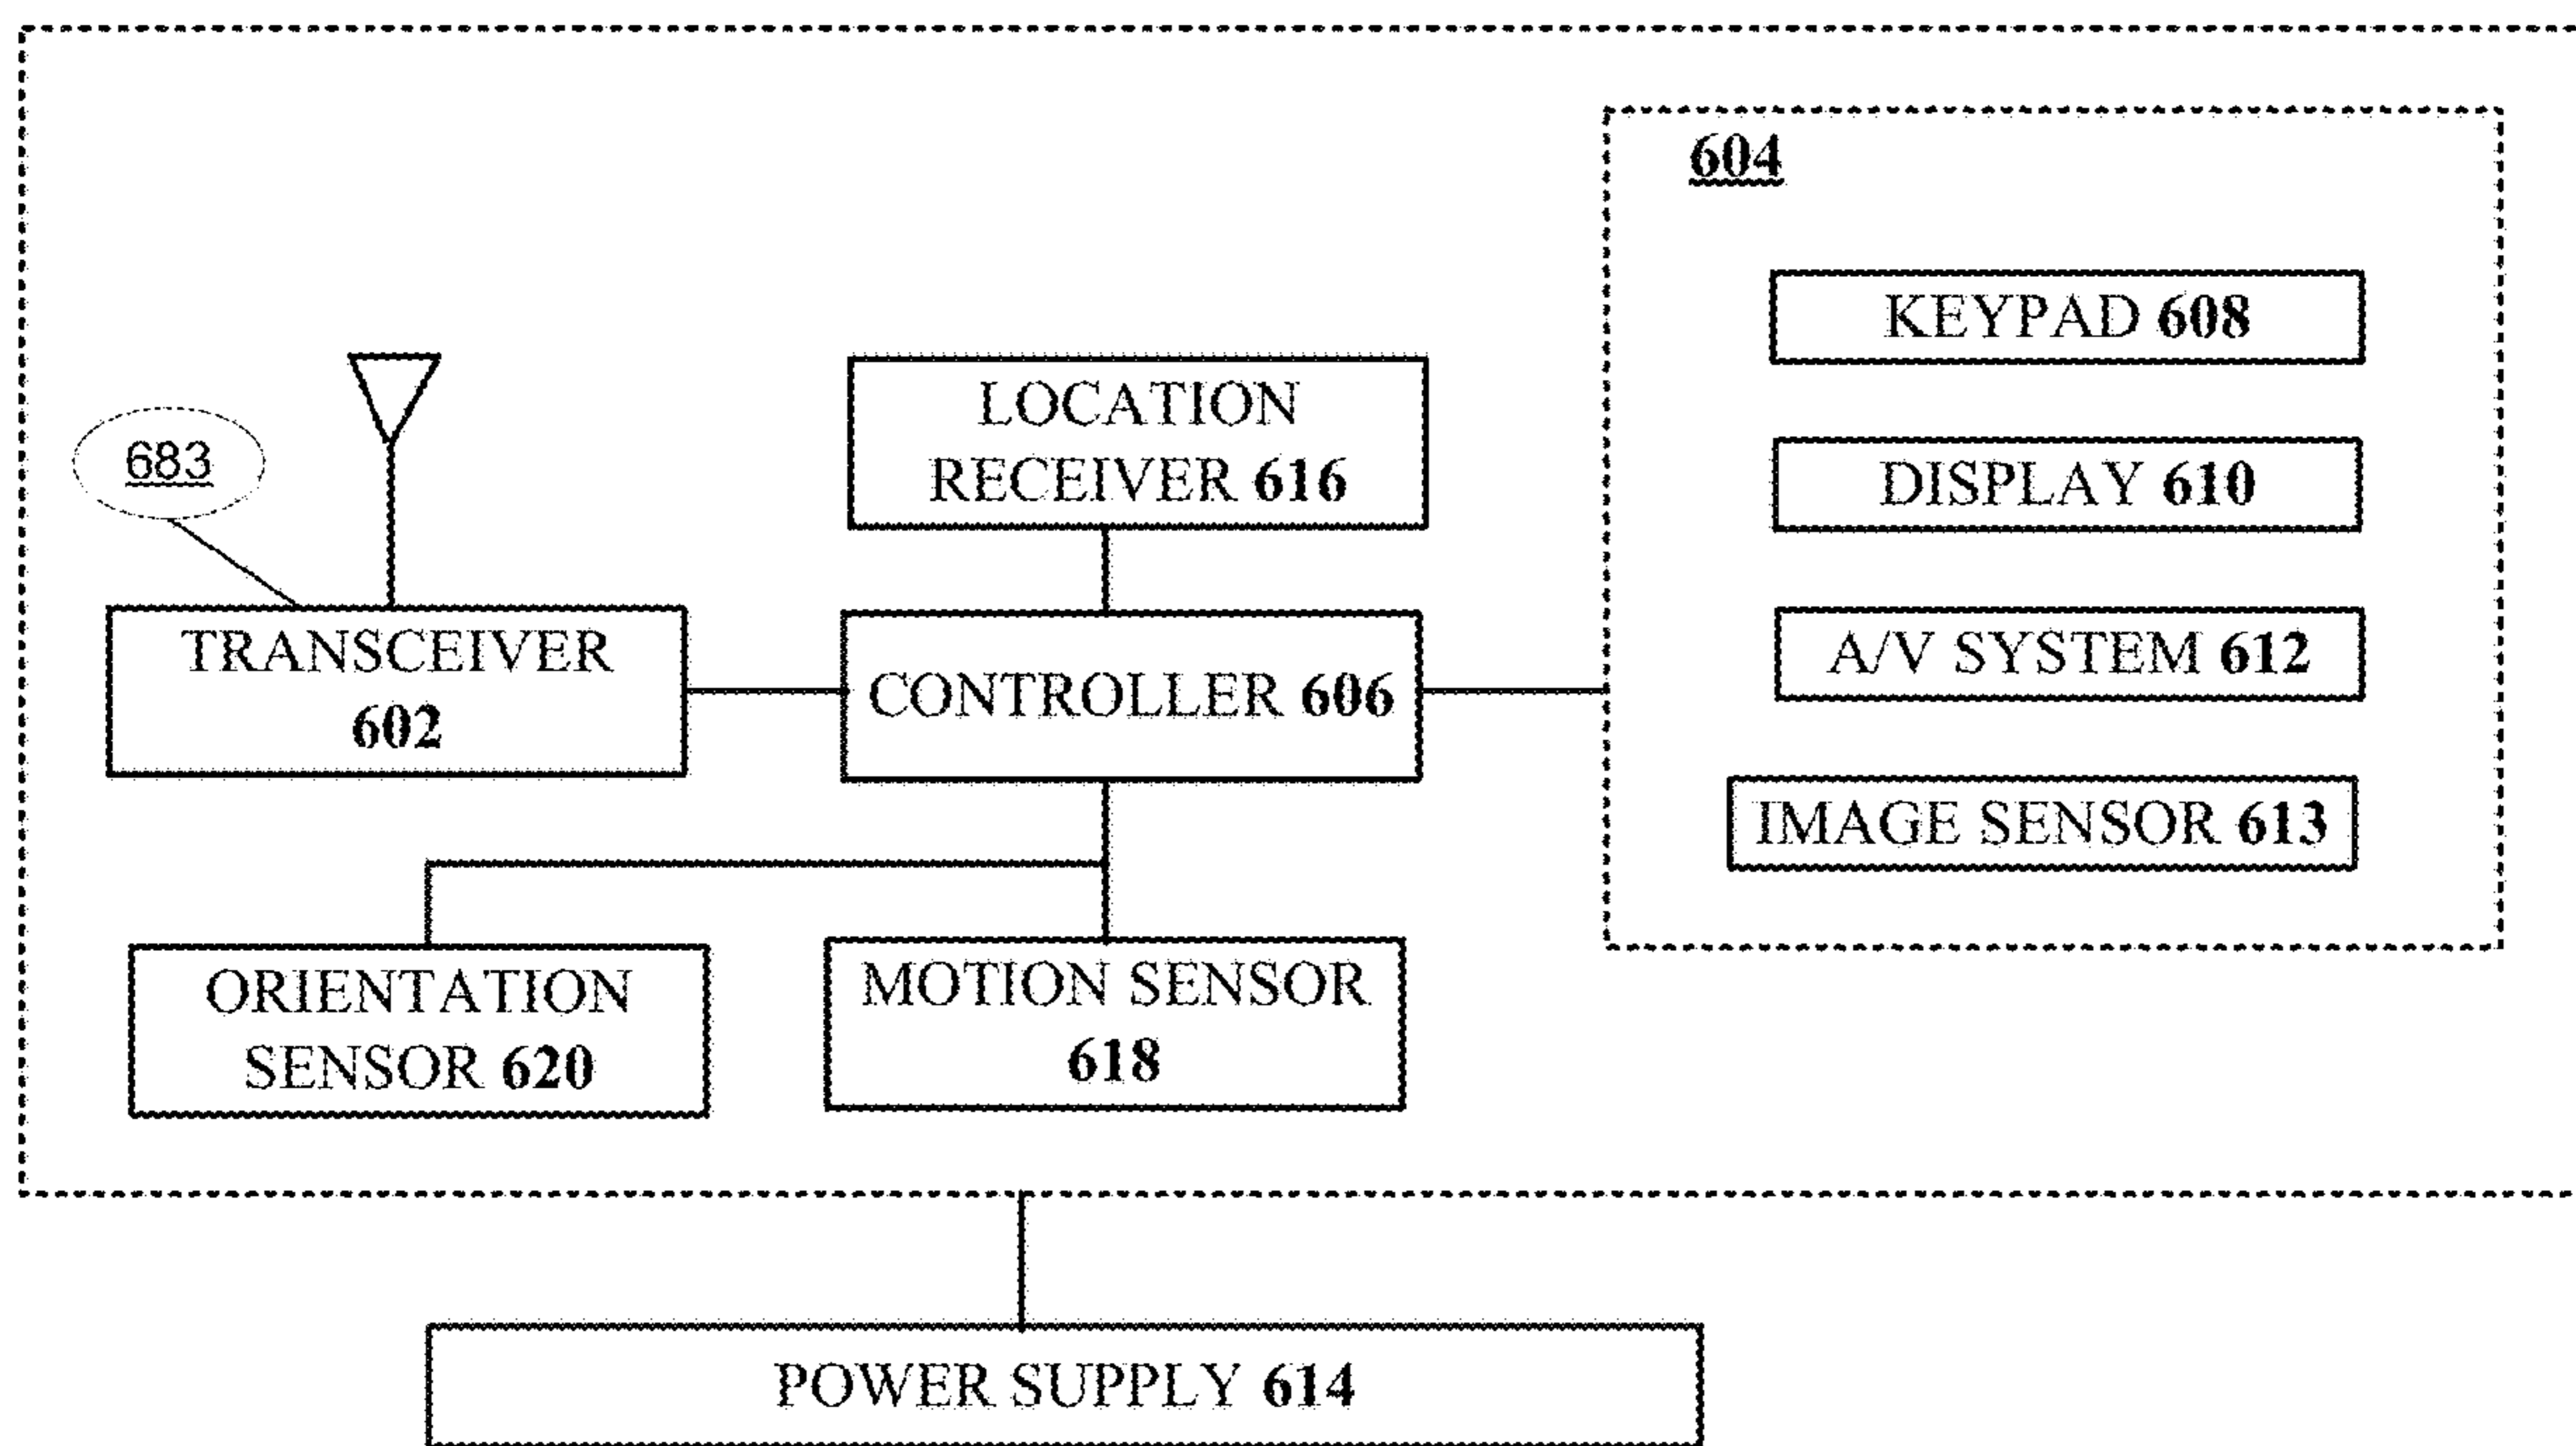 604
KEYPAD 608
LOCATION
RECEIVER 616
683
DISPLAY 610
TRANSCEIVER
602
CONTROLLER 606
A/V SYSTEM 612
IMAGE SENSOR 613
ORIENTATION
SENSOR 620
MOTION SENSOR
618
POWER SUPPLY 614